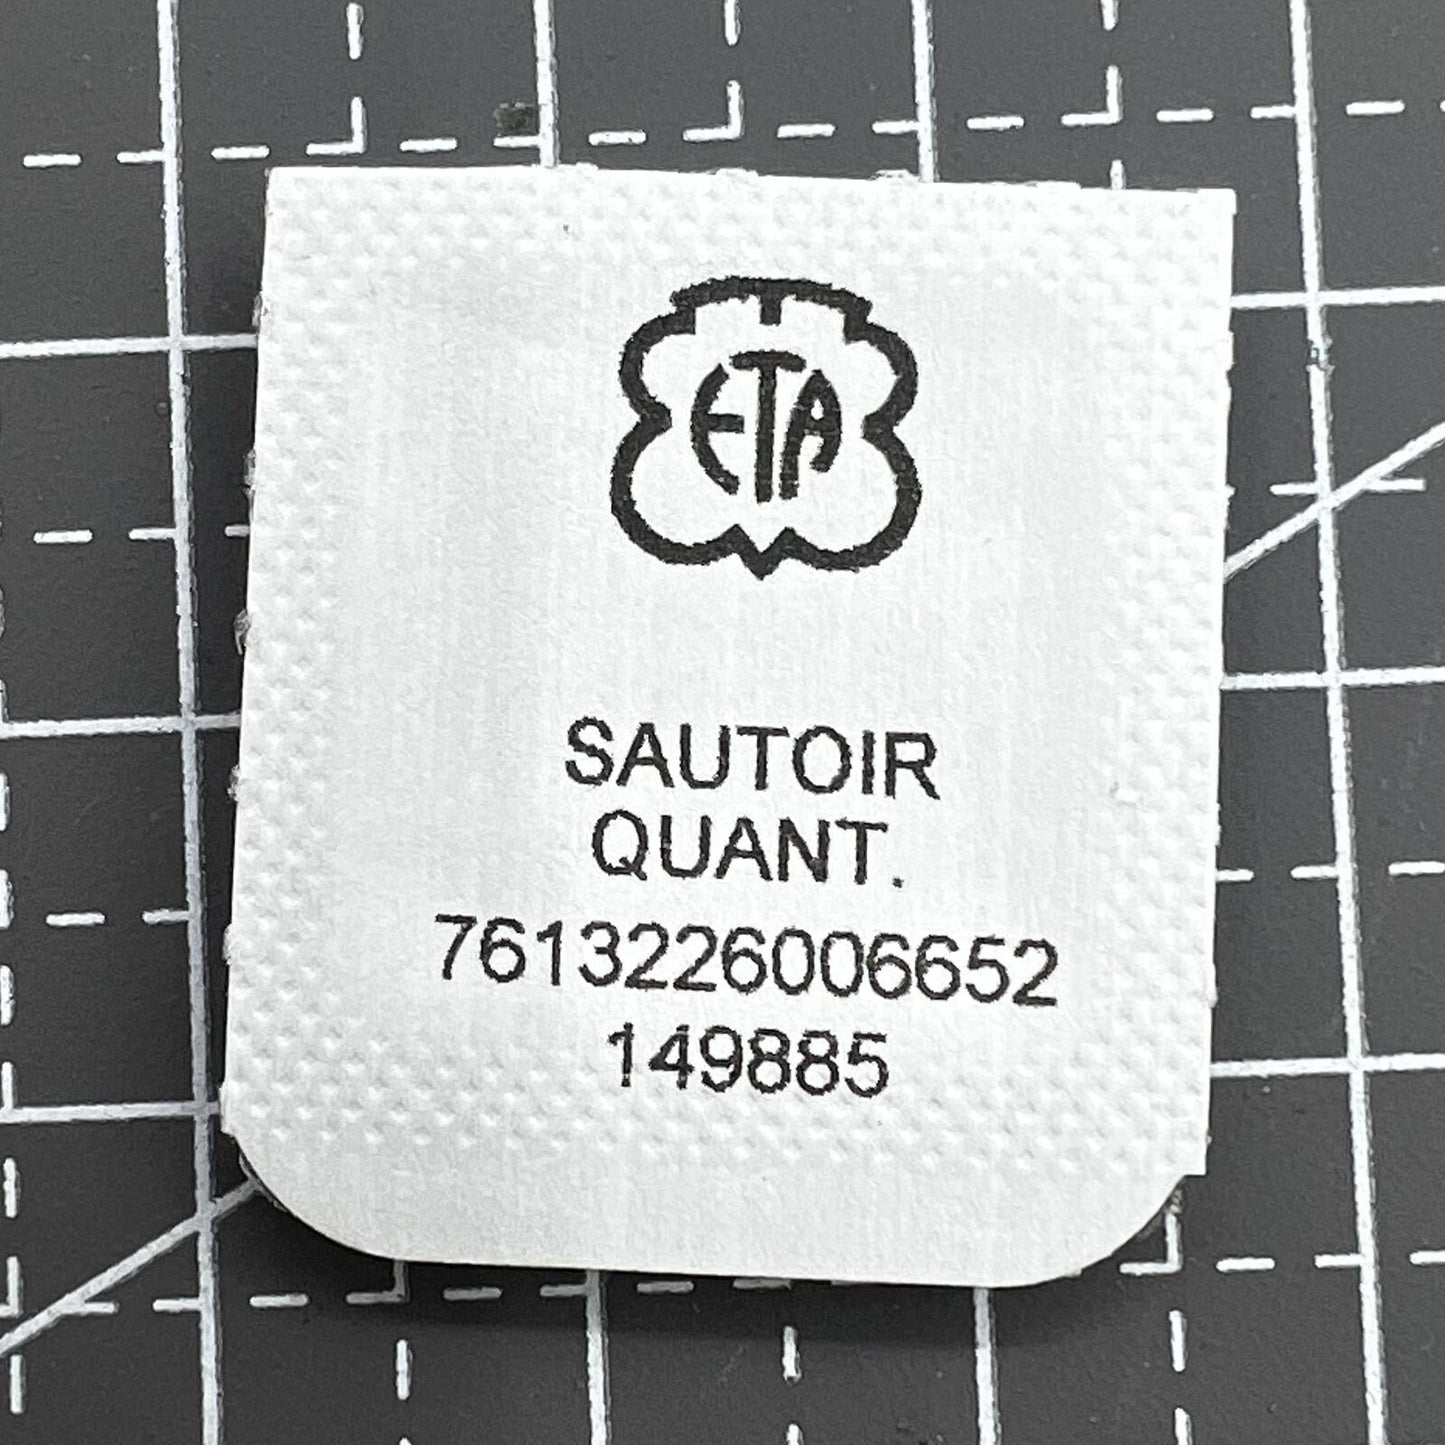 ETA
SAUTOIR
QUANT.
7613226006652
149885